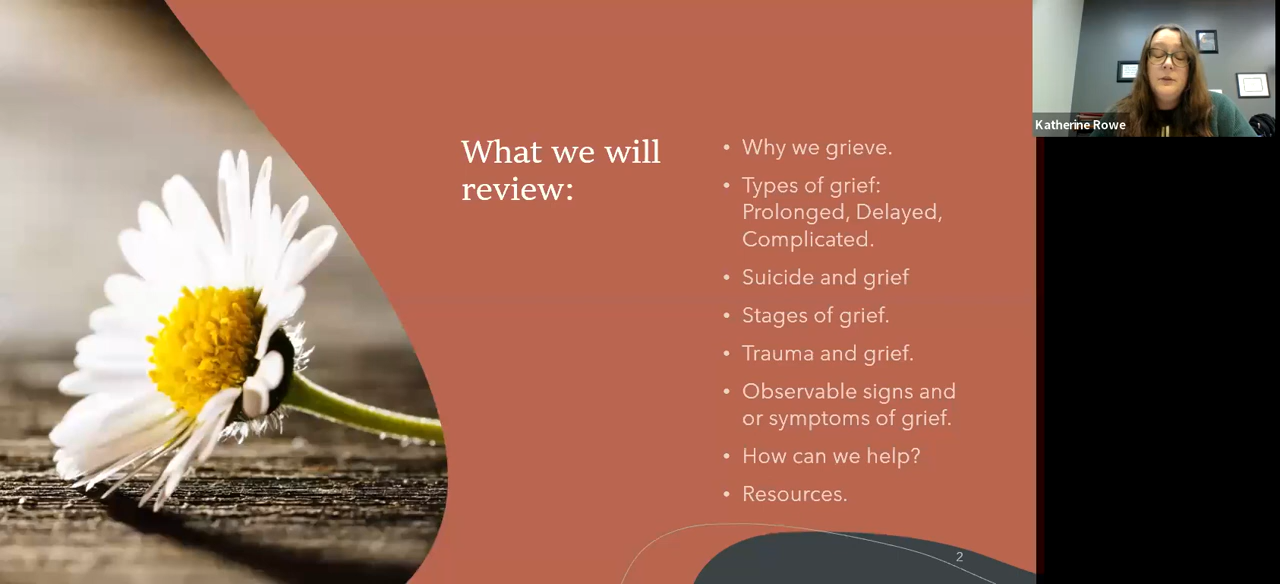 What we will
review:
• Why we grieve.
• Types of grief:
Prolonged, Delayed,
Complicated.
• Suicide and grief
• Stages of grief.
• Trauma and grief.
• Observable signs and
or symptoms of grief.
• How can we help?
• Resources.
2
Katherine Rowe